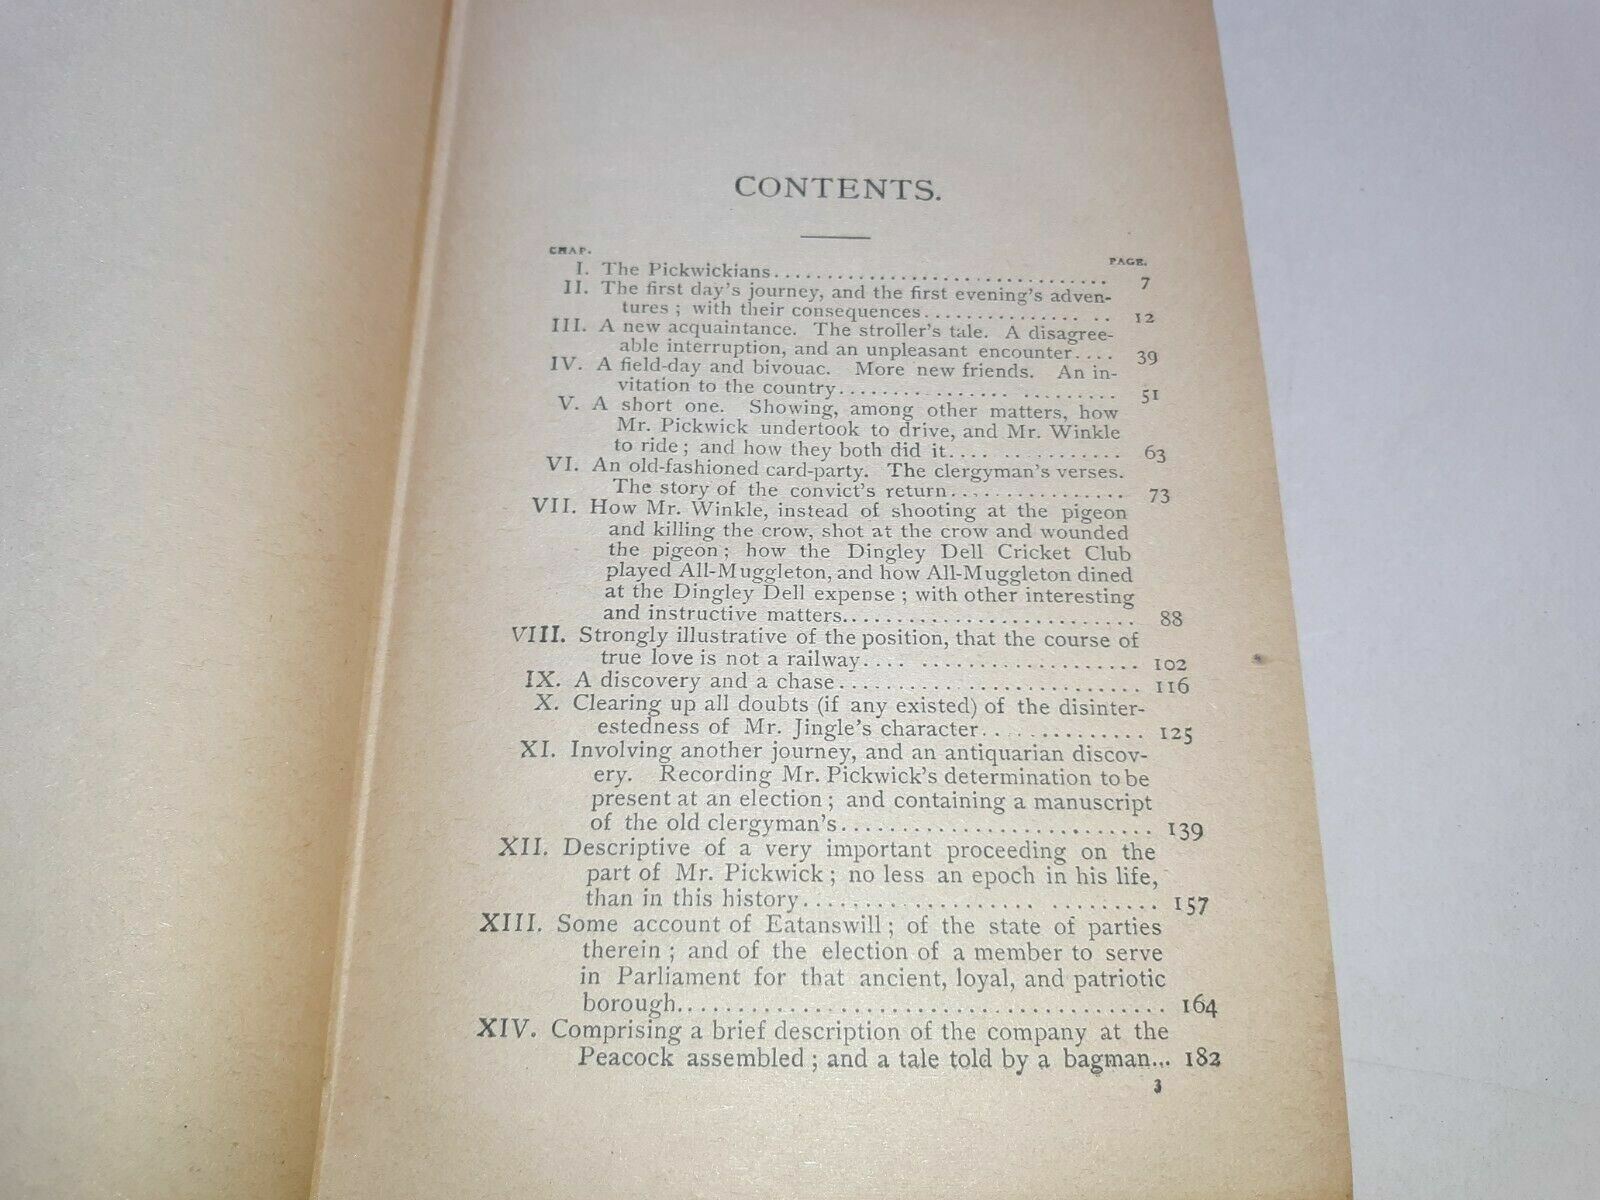 CONTENTS.
CHAP. PAGE.
I. The Pickwickians.............................. 7
II. The first day's journey, and the first evening's adven-
tures ; with their consequences................ .. 12
III. A new acquaintance. The stroller's tale. A disagree-
able interruption, and an unpleasant encounter.... 39
IV. A field-day and bivouac. More new friends. An in-
vitation to the country................ ......... 51
V. A short one. Showing, among other matters, how
Mr. Pickwick undertook to drive, and Mr. Winkle
to ride ; and how they both did it.... ............ 63
VI. An old-fashioned card-party. The clergyman's verses.
The story of the convict's return................ 73
VII. How Mr. Winkle, instead of shooting at the pigeon
and killing the crow, shot at the crow and wounded
the pigeon ; how the Dingley Dell Cricket Club
played All-Muggleton, and how All-Muggleton dined
at the Dingley Dell expense ; with other interesting
and instructive matters.......................... 88
VIII. Strongly illustrative of the position, that the course of
true love is not a railway.... ................... 102
IX. A discovery and a chase.......................... 116
X. Clearing up all doubts (if any existed) of the disinter-
estedness of Mr. Jingle's character............... 125
XI. Involving another journey, and an antiquarian discov-
ery. Recording Mr. Pickwick's determination to be
present at an election ; and containing a manuscript
of the old clergyman's.......................... 139
XII. Descriptive of a very important proceeding on the
part of Mr. Pickwick ; no less an epoch in his life,
than in this history................... ......... 157
XIII. Some account of Eatanswill ; of the state of parties
therein ; and of the election of a member to serve
in Parliament for that ancient, loyal, and patriotic
borough........................................ 164
XIV. Comprising a brief description of the company at the
Peacock assembled ; and a tale told by a bagman... 182
3